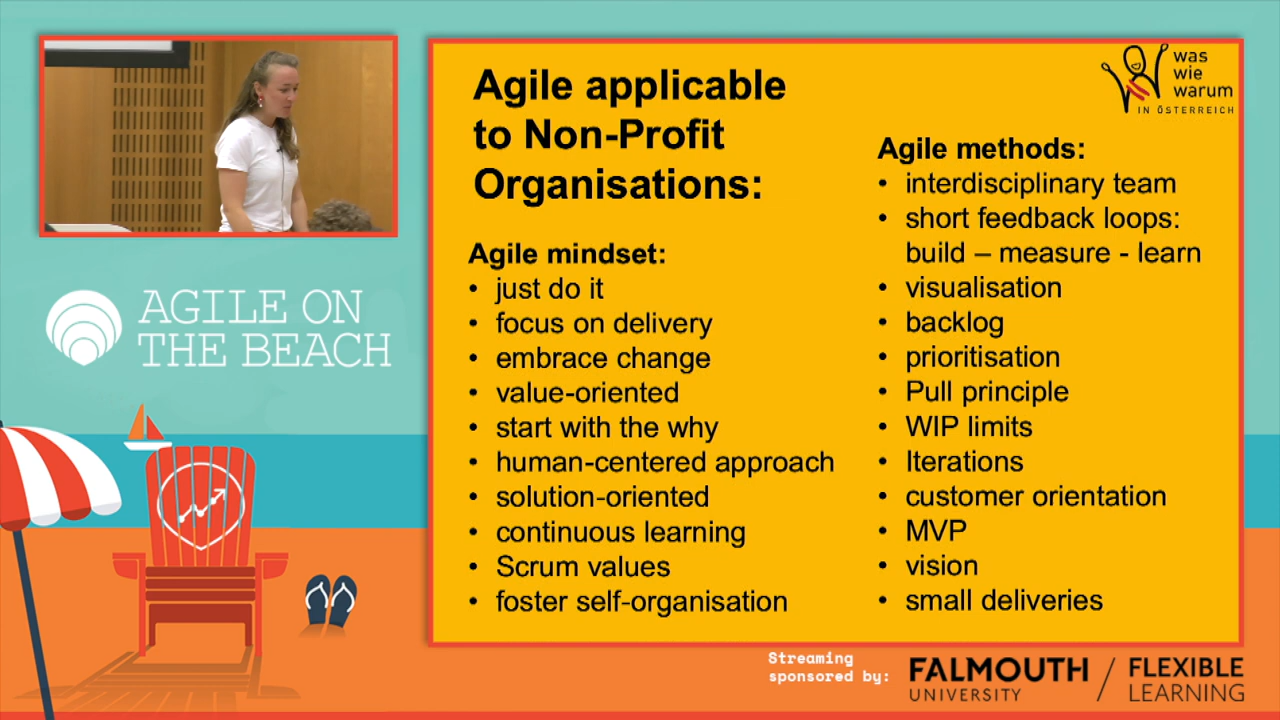 Agile applicable
to Non-Profit
Organisations:
Agile mindset:
• just do it
• focus on delivery
• embrace change
• value-oriented
• start with the why
• human-centered approach
• solution-oriented
• continuous learning
• Scrum values
• foster self-organisation
was
wie
warum
IN ÖSTERREICH
Agile methods:
• interdisciplinary team
• short feedback loops:
build – measure - learn
• visualisation
• backlog
• prioritisation
• Pull principle
• WIP limits
• Iterations
• customer orientation
• MVP
• vision
• small deliveries
AGILE ON
THE BEACH
Streaming
sponsored by:
FALMOUTH
UNIVERSITY
FLEXIBLE
LEARNING